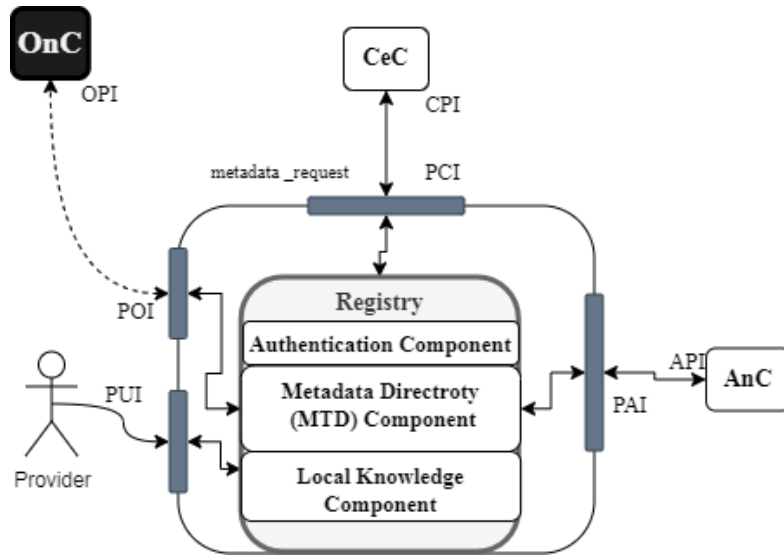 OnC
CeC
OPI
CPI
metadata _request
PCI
Registry
POI
Authentication Component
API
AnC
Metadata Directroty
(MTD) Component
PUI
PAI
Local Knowledge
Component
Provider